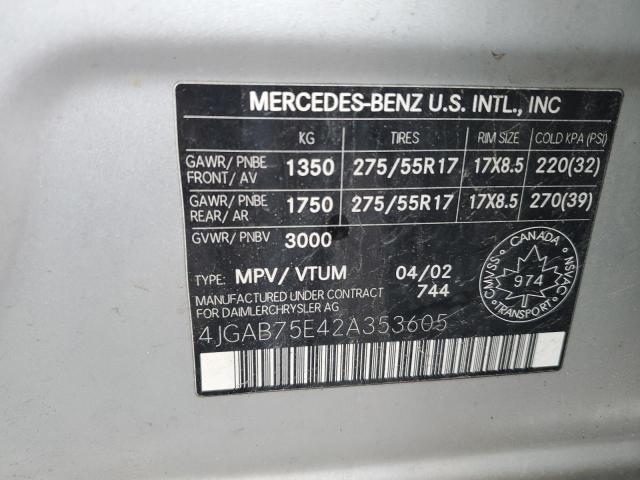 MERCEDES-BENZ U.S. INTL., INC
KG TIRES RIM SIZE COLD KPA (PSI)
GAWR/ PNBE FRONT/ AV 1350 275/55R17 17X8.5 220(32)
GAWR/ PNBE REAR/ AR 1750 275/55R17 17X8.5 270(39)
GVWR/ PNBV 3000
TYPE: MPV/ VTUM 04/02
744
MANUFACTURED UNDER CONTRACT
FOR DAIMLERCHRYSLER AG
4JGAB75E42A353605
CANADA
CMVSS 974 NSVAC
TRANSPORT